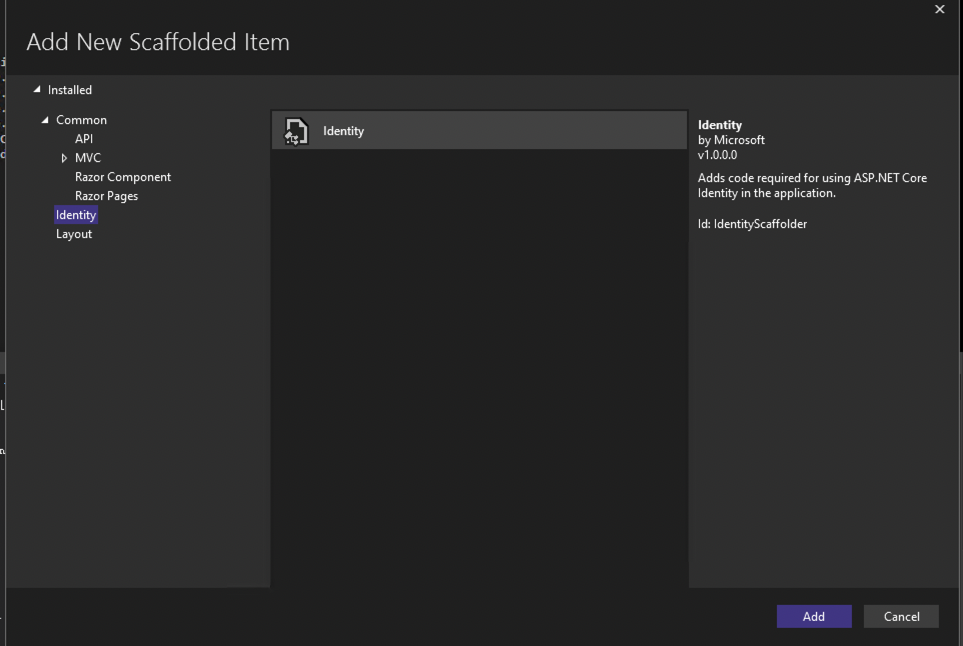 Add New Scaffolded Item
Installed
Common
API
MVC
Razor Component
Razor Pages
Identity
Layout
Identity
Identity
by Microsoft
v1.0.0.0
Adds code required for using ASP.NET Core
Identity in the application.
Id: IdentityScaffolder
Add
Cancel